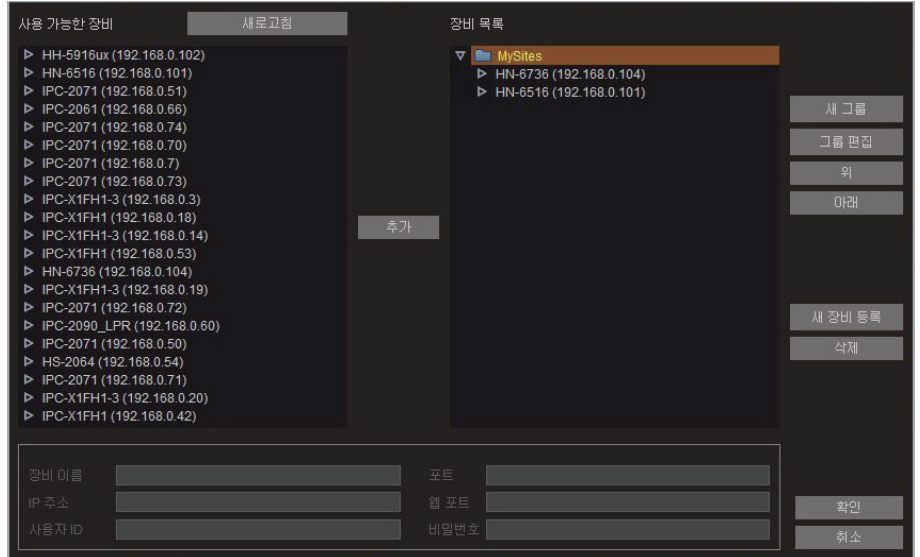 사용 가능한 장비
새로고침
HH-5916ux (192.168.0.102)
HN-6516 (192.168.0.101)
IPC-2071 (192.168.0.51)
IPC-2061 (192.168.0.66)
IPC-2071 (192.168.0.74)
IPC-2071 (192.168.0.70)
IPC-2071 (192.168.0.7)
IPC-2071 (192.168.0.73)
IPC-X1FH1-3 (192.168.0.3)
IPC-X1FH1 (192.168.0.18)
IPC-X1FH1-3 (192.168.0.14)
IPC-X1FH1 (192.168.0.53)
HN-6736 (192.168.0.104)
IPC-X1FH1-3 (192.168.0.19)
IPC-2071 (192.168.0.72)
IPC-2090_LPR (192.168.0.60)
IPC-2071 (192.168.0.50)
HS-2064 (192.168.0.54)
IPC-2071 (192.168.0.71)
IPC-X1FH1-3 (192.168.0.20)
IPC-X1FH1 (192.168.0.42)
추가
장비 목록
MySites
HN-6736 (192.168.0.104)
HN-6516 (192.168.0.101)
새 그룹
그룹 편집
위
아래
새 장비 등록
삭제
장비 이름
포트
IP 주소
웹 포트
사용자 ID
비밀번호
확인
취소